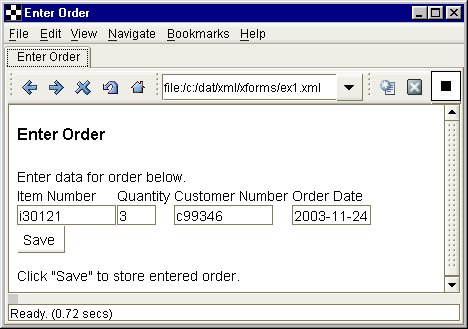 Enter Order
File Edit View Navigate Bookmarks Help
Enter Order
file:/c:/dat/xml/xforms/ex1.xml
Enter Order
Enter data for order below.
Item Number Quantity Customer Number Order Date
i30121 3 c99346 2003-11-24
Save
Click "Save" to store entered order.
Ready. (0.72 secs)